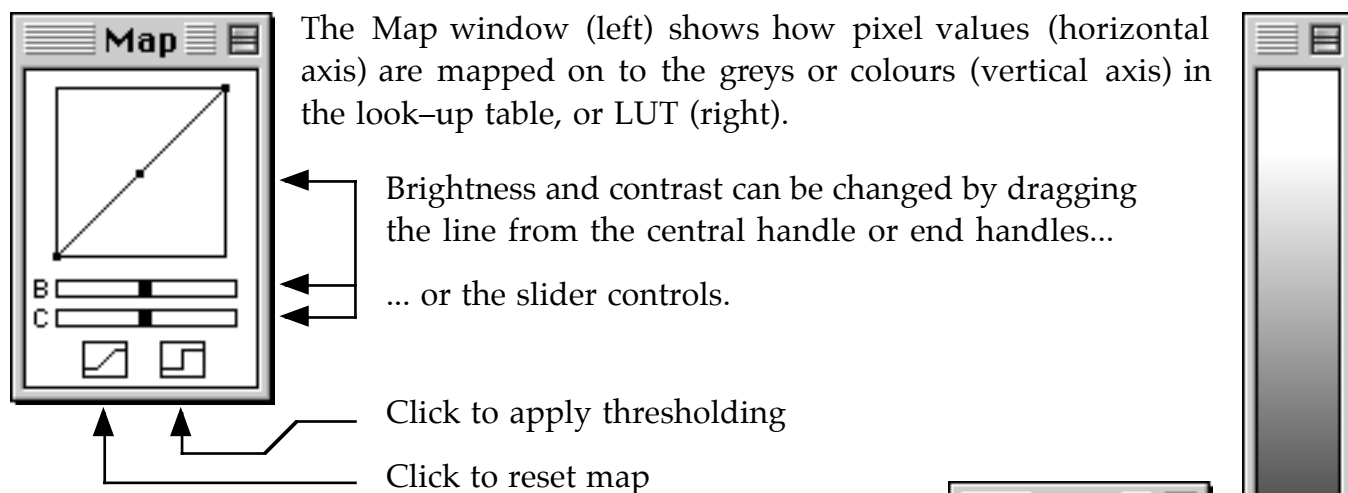 Map
The Map window (left) shows how pixel values (horizontal
axis) are mapped on to the greys or colours (vertical axis) in
the look–up table, or LUT (right).
Brightness and contrast can be changed by dragging
the line from the central handle or end handles...
B
... or the slider controls.
C
Click to apply thresholding
Click to reset map